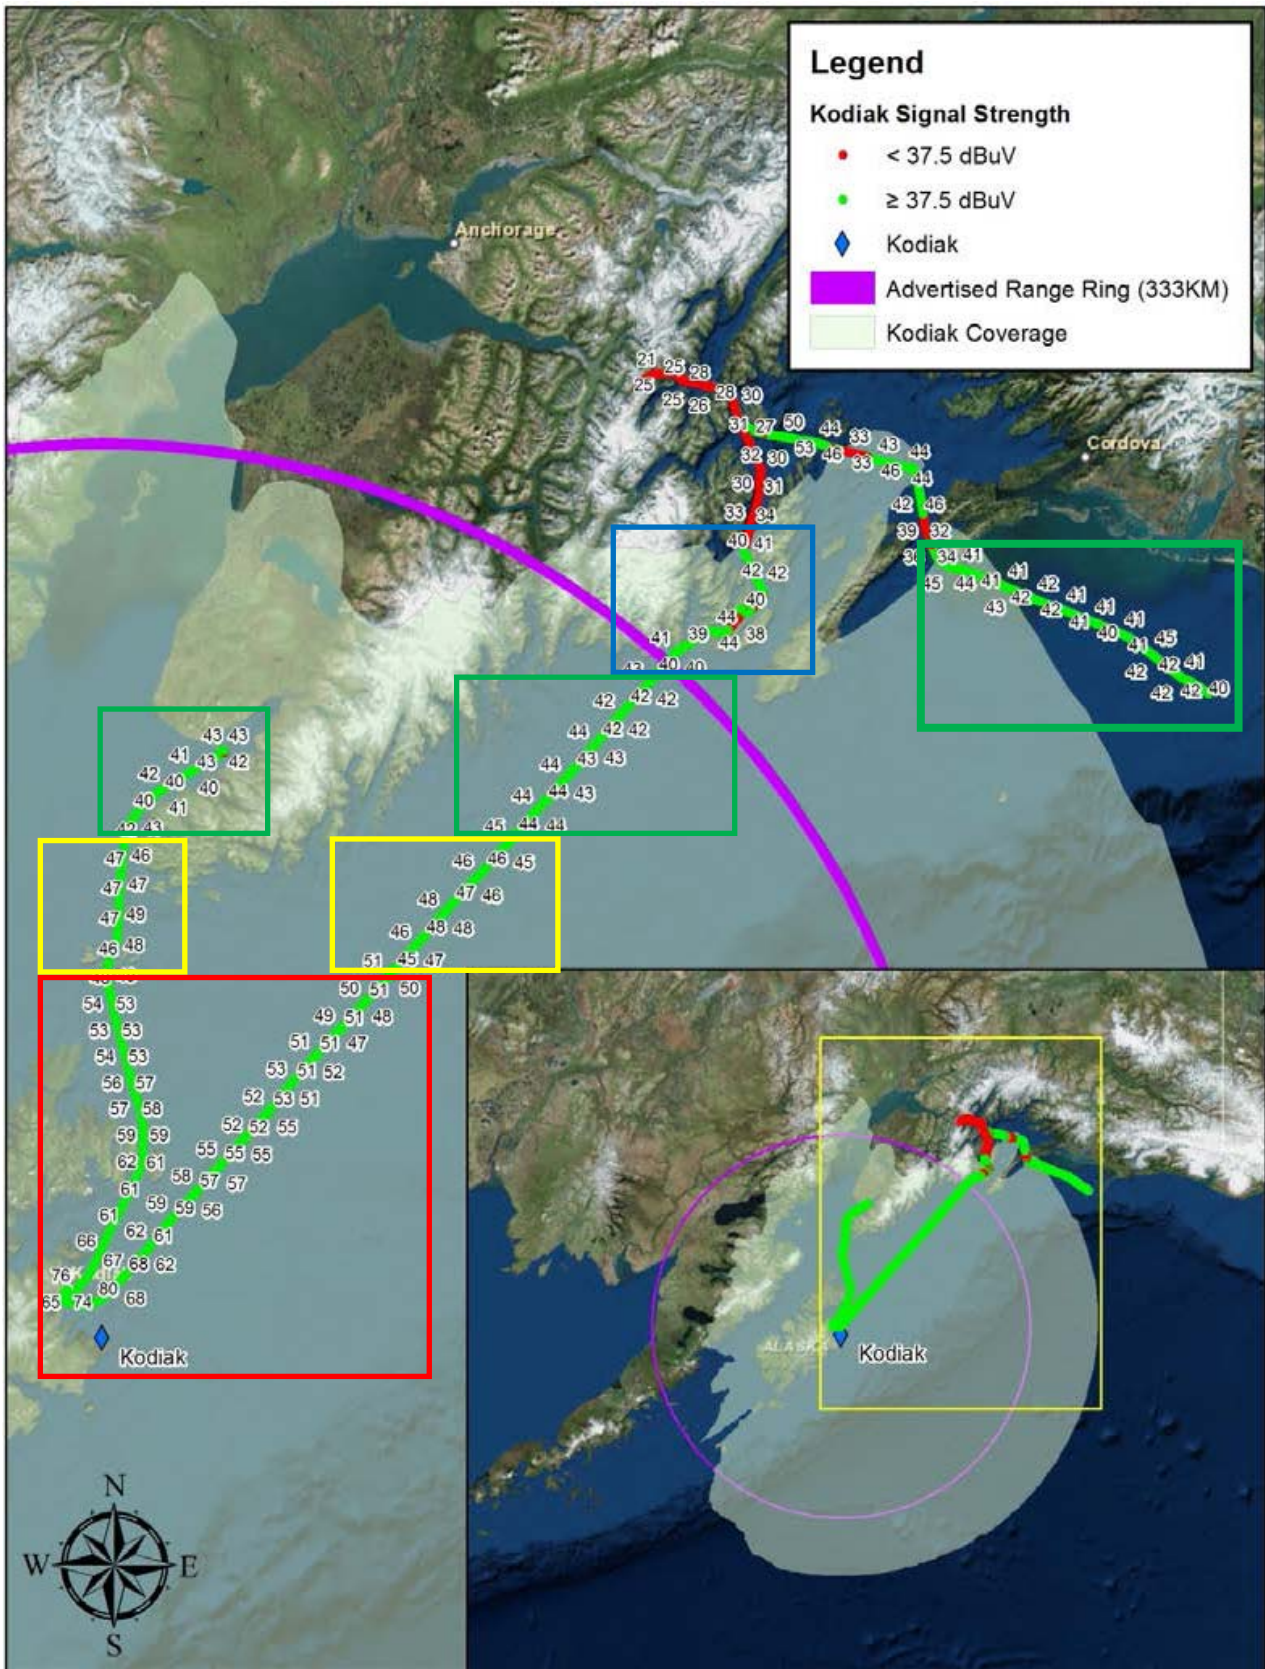 Legend
Kodiak Signal Strength
< 37.5 dBuV
≥ 37.5 dBuV
Kodiak
Advertised Range Ring (333KM)
Kodiak Coverage
Anchorage
Cordova
21 25 28
25 28 30
25 26
31 27 50 44 33 43 44
32 30 53 46 33 46 44
30 31 42 46
33 34 39 32
40 41 36 34 41
42 42 45 44 41 41 42 41
40 43 42 42 41 41 41
44 40 41 45
41 39 44 38 42 42 41
43 40 40 42 42 40
42 42 42
43 43 44 42 42
41 43 42
42 40 40 44 43 43
40 41 44 44 43
42 43 45 44 44
47 46 46 46 45
47 47 48 47 46
47 49 46 48 48
46 48 51 45 47
50 51 50
54 53 49 51 48
53 53 51 51 47
54 53 53 51 52
56 57 52 53 51
57 58 52 52 55
59 59 55 55 55
62 61 58 57 57
61 59 59 56
61 62 61
66 67 68 62
76 80 68
65 74
Kodiak
ALASKA
Kodiak
N
W E
S